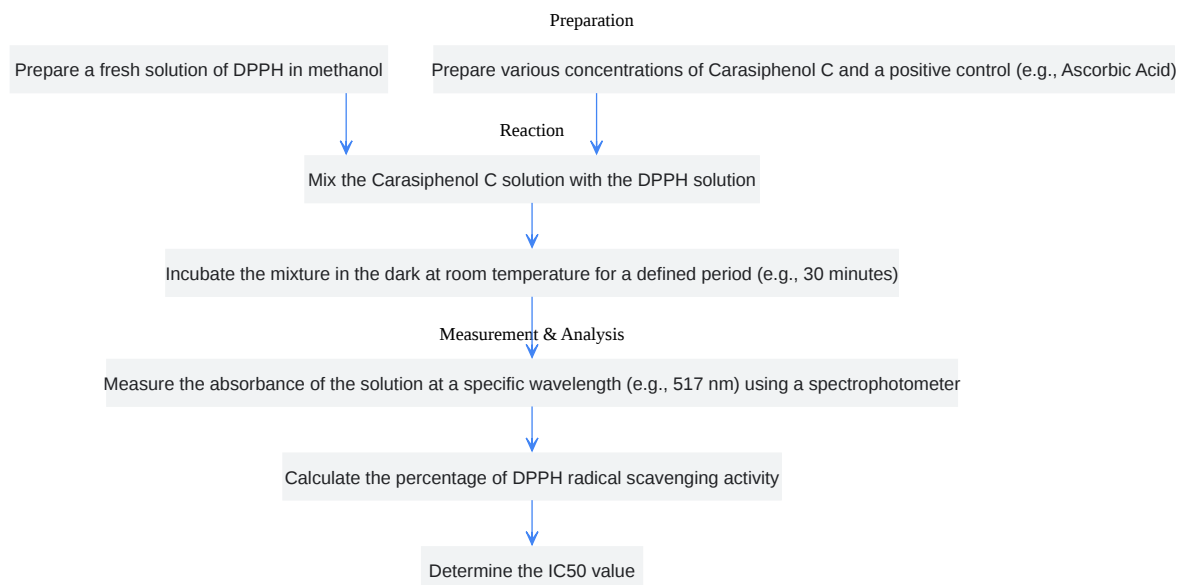 Preparation
Prepare a fresh solution of DPPH in methanol
Prepare various concentrations of Carasiphenol C and a positive control (e.g., Ascorbic Acid)
Reaction
Mix the Carasiphenol C solution with the DPPH solution
Incubate the mixture in the dark at room temperature for a defined period (e.g., 30 minutes)
Measurement & Analysis
Measure the absorbance of the solution at a specific wavelength (e.g., 517 nm) using a spectrophotometer
Calculate the percentage of DPPH radical scavenging activity
Determine the IC50 value